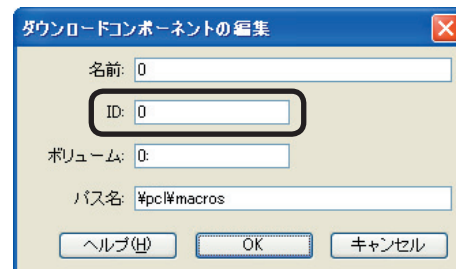 ダウンロードコンポーネントの編集
名前: 0
ID: 0
ボリューム: 0:
パス名: ¥pcl¥macros
ヘルプ(H) OK キャンセル